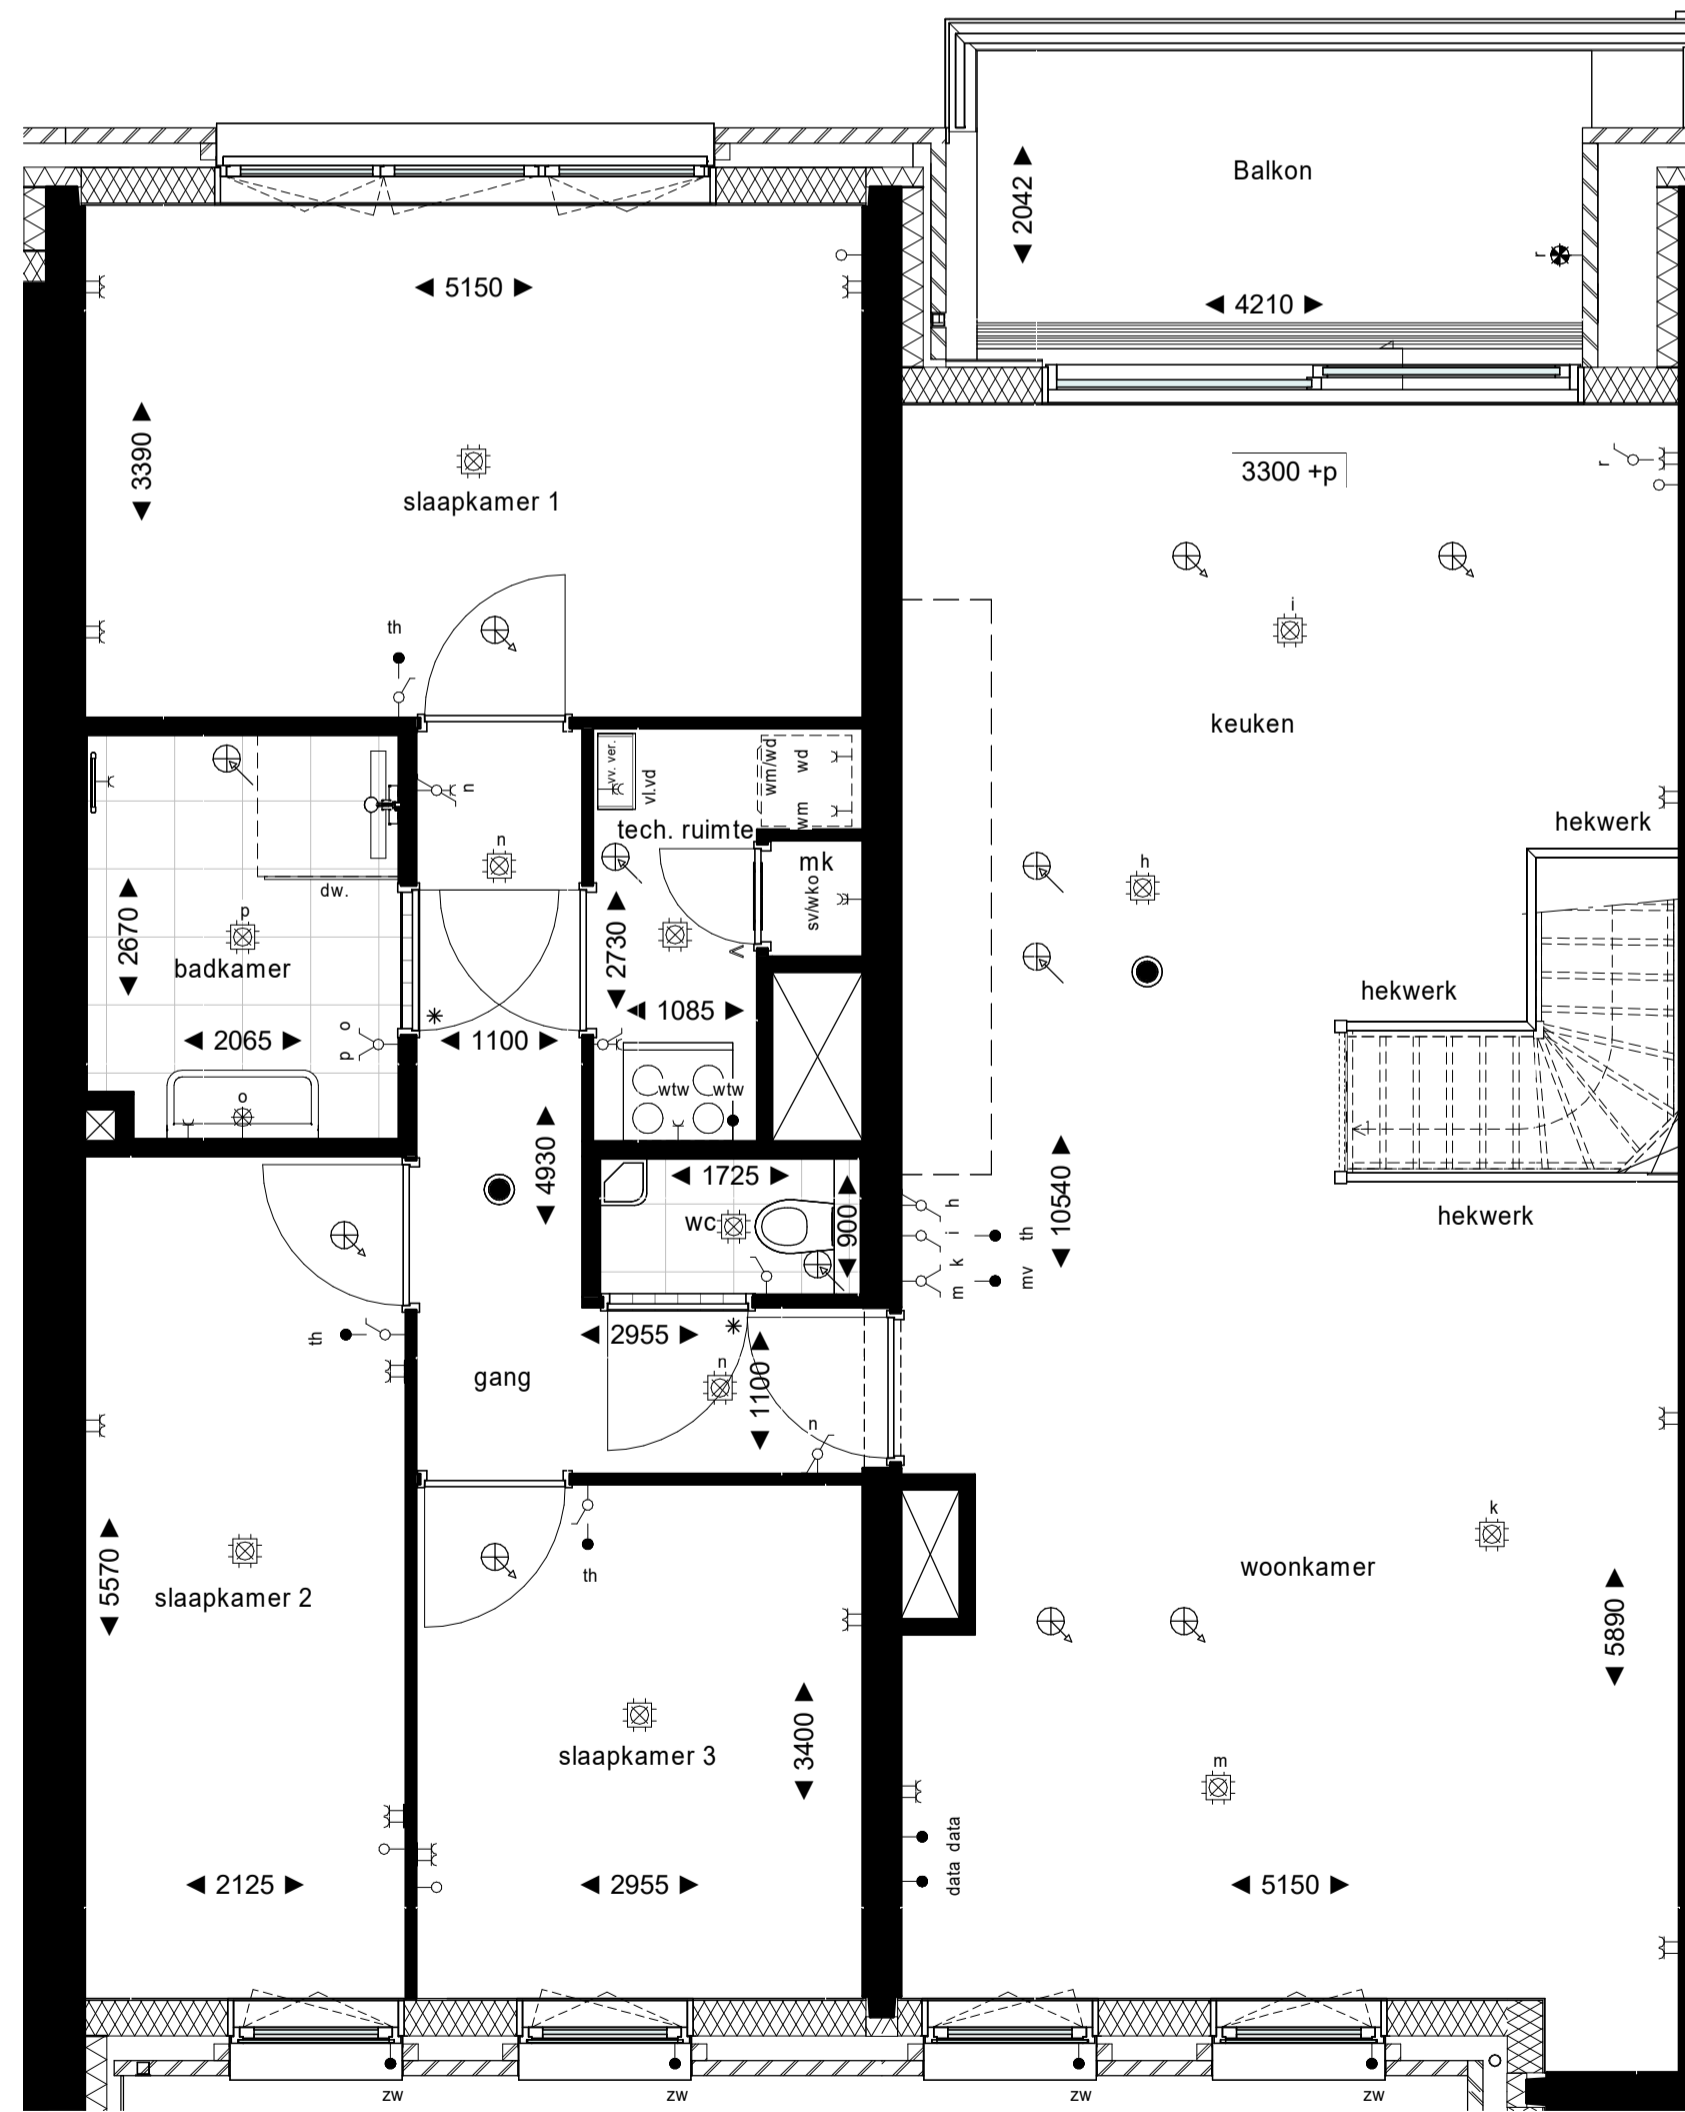 Balkon
2042
r
4210
5150
3390
slaapkamer 1
3300 +p
r
i
th
keuken
n
n
vv. ver.
vl.vd
wm/wd
wd
wm
tech. ruimte
mk
sv/wko
h
hekwerk
dw.
p
2670
badkamer
2065
o
p
1100
2730
1085
hekwerk
o
wtw
wtw
4930
1725
wc
900
10540
h
i
th
k
m
mv
hekwerk
th
2955
n
gang
1100
n
k
5570
slaapkamer 2
th
woonkamer
5890
slaapkamer 3
3400
m
data
data
2125
2955
5150
zw
zw
zw
zw